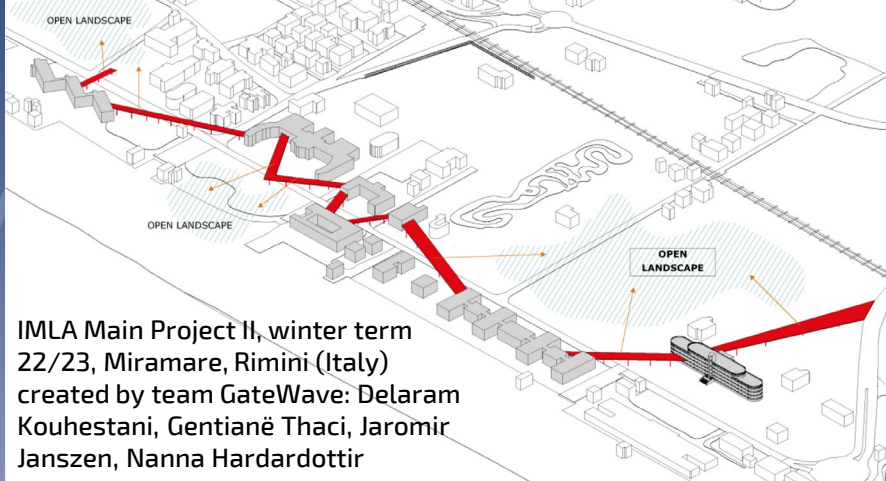 OPEN LANDSCAPE
OPEN LANDSCAPE
OPEN
LANDSCAPE
IMLA Main Project II, winter term
22/23, Miramare, Rimini (Italy)
created by team GateWave: Delaram
Kouhestani, Gentianë Thaci, Jaromir
Janszen, Nanna Hardardottir